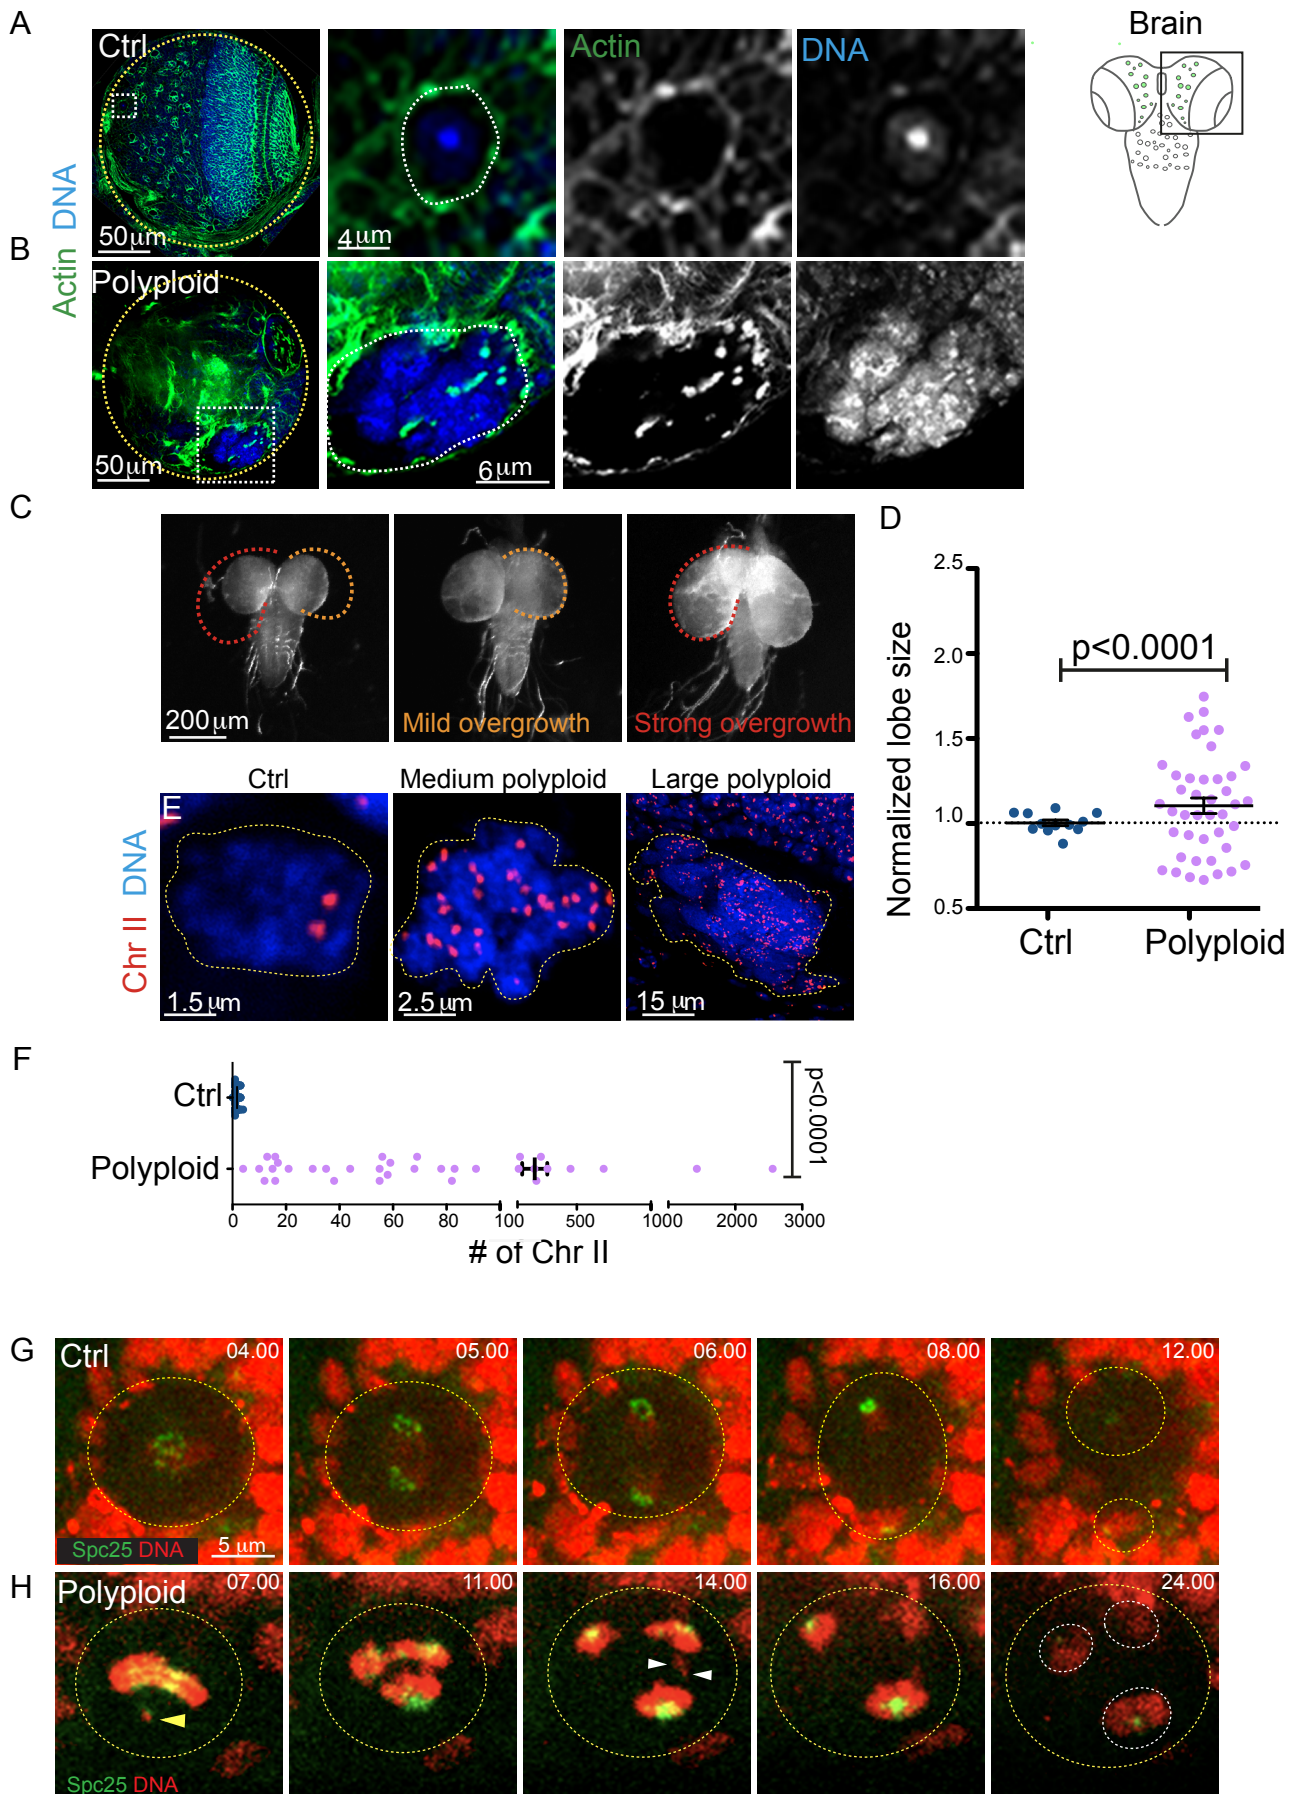 A
Ctrl
Actin
DNA
Brain
50µm
4µm
Actin DNA
B
Polyploid
50µm
6µm
C
200µm
Mild overgrowth
Strong overgrowth
D
2.5
2.0
1.5
1.0
0.5
Normalized lobe size
p<0.0001
Ctrl
Polyploid
Ctrl
Medium polyploid
Large polyploid
E
Chr II DNA
1.5µm
2.5µm
15µm
F
Ctrl
Polyploid
p<0.0001
0 20 40 60 80 100 500 1000 2000 3000
# of Chr II
G
Ctrl
04.00
05.00
06.00
08.00
12.00
Spc25 DNA
5 µm
H
Polyploid
07.00
11.00
14.00
16.00
24.00
Spc25 DNA